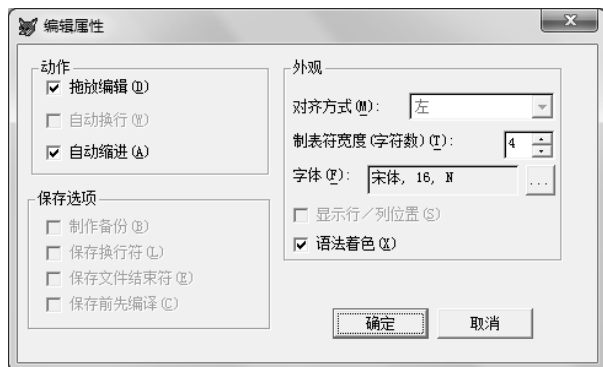 编辑属性
动作
拖放编辑(D)
自动换行(W)
自动缩进(A)
保存选项
制作备份(B)
保存换行符(L)
保存文件结束符(E)
保存前先编译(C)
外观
对齐方式(M): 左
制表符宽度(字符数)(T): 4
字体(F): 宋体, 16, N ...
显示行／列位置(S)
语法着色(X)
确定 取消